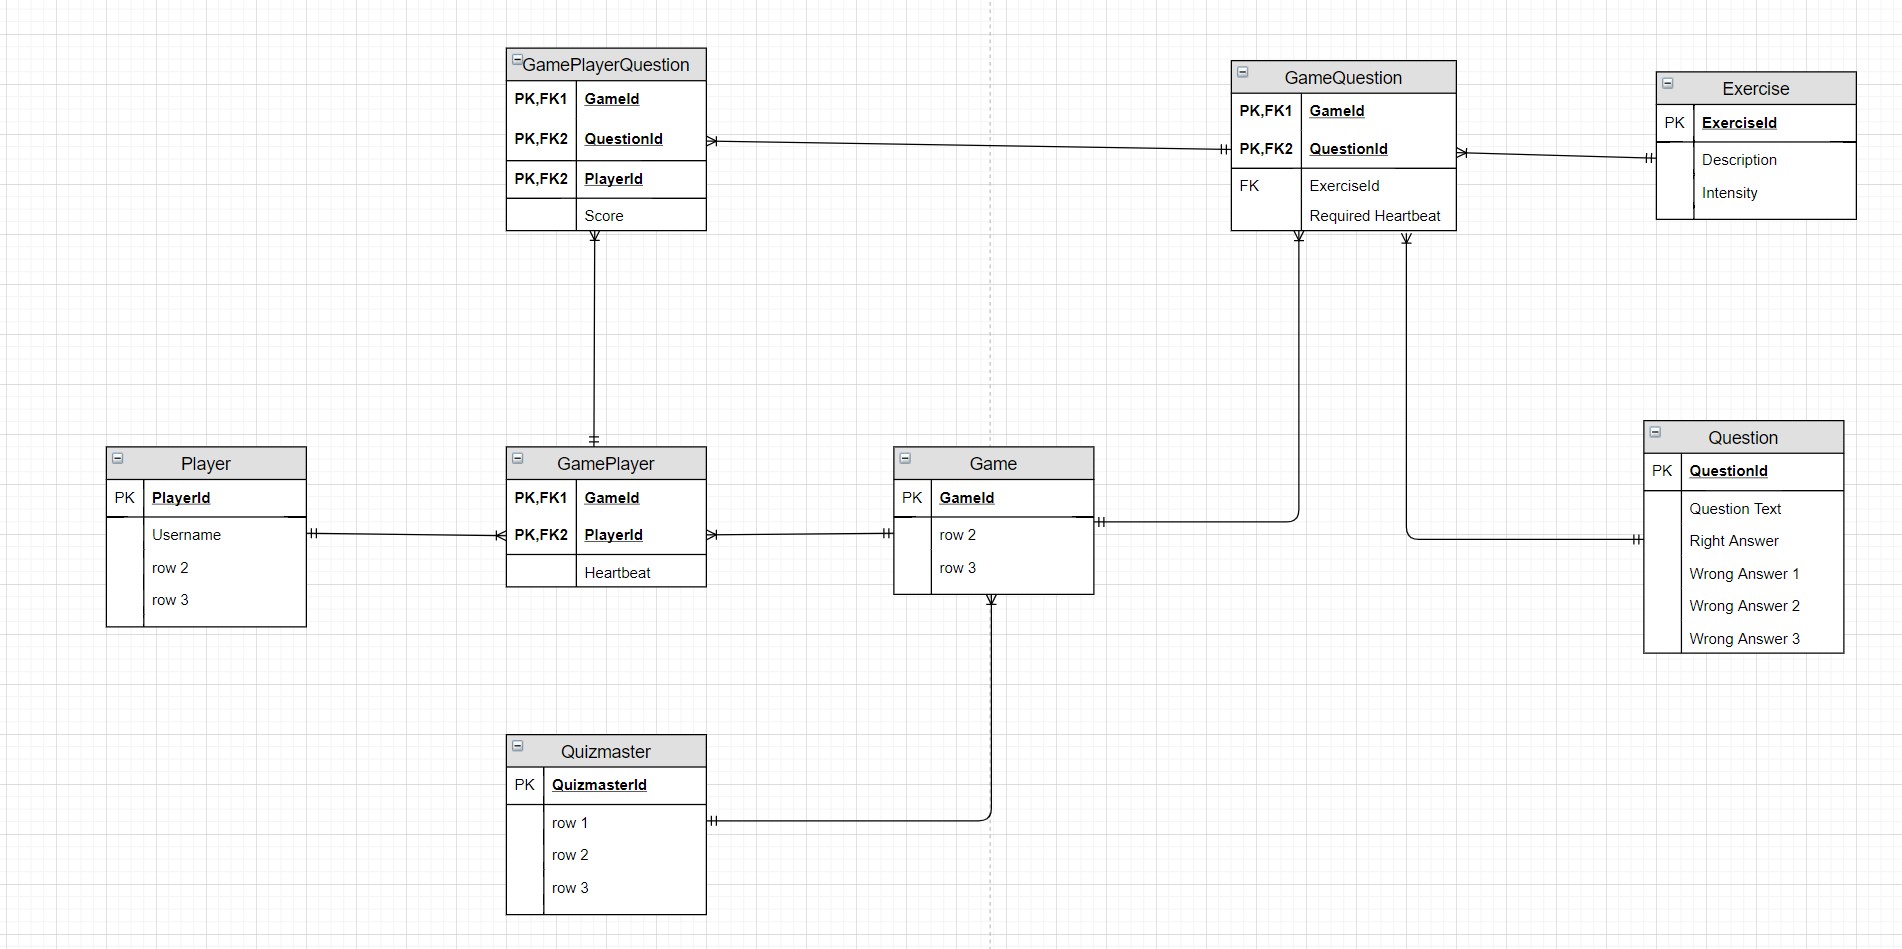 GamePlayerQuestion
PK,FK1 GameId
PK,FK2 QuestionId
PK,FK2 PlayerId
Score
GameQuestion
PK,FK1 GameId
PK,FK2 QuestionId
FK ExerciseId
Required Heartbeat
Exercise
PK ExerciseId
Description
Intensity
Player
PK PlayerId
Username
row 2
row 3
GamePlayer
PK,FK1 GameId
PK,FK2 PlayerId
Heartbeat
Game
PK GameId
row 2
row 3
Question
PK QuestionId
Question Text
Right Answer
Wrong Answer 1
Wrong Answer 2
Wrong Answer 3
Quizmaster
PK QuizmasterId
row 1
row 2
row 3